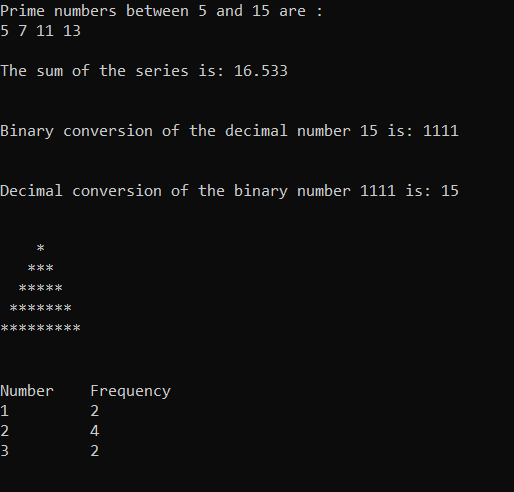 Prime numbers between 5 and 15 are :
5 7 11 13
The sum of the series is: 16.533
Binary conversion of the decimal number 15 is: 1111
Decimal conversion of the binary number 1111 is: 15
    *
   ***
  *****
 *******
*********
Number    Frequency
1         2
2         4
3         2